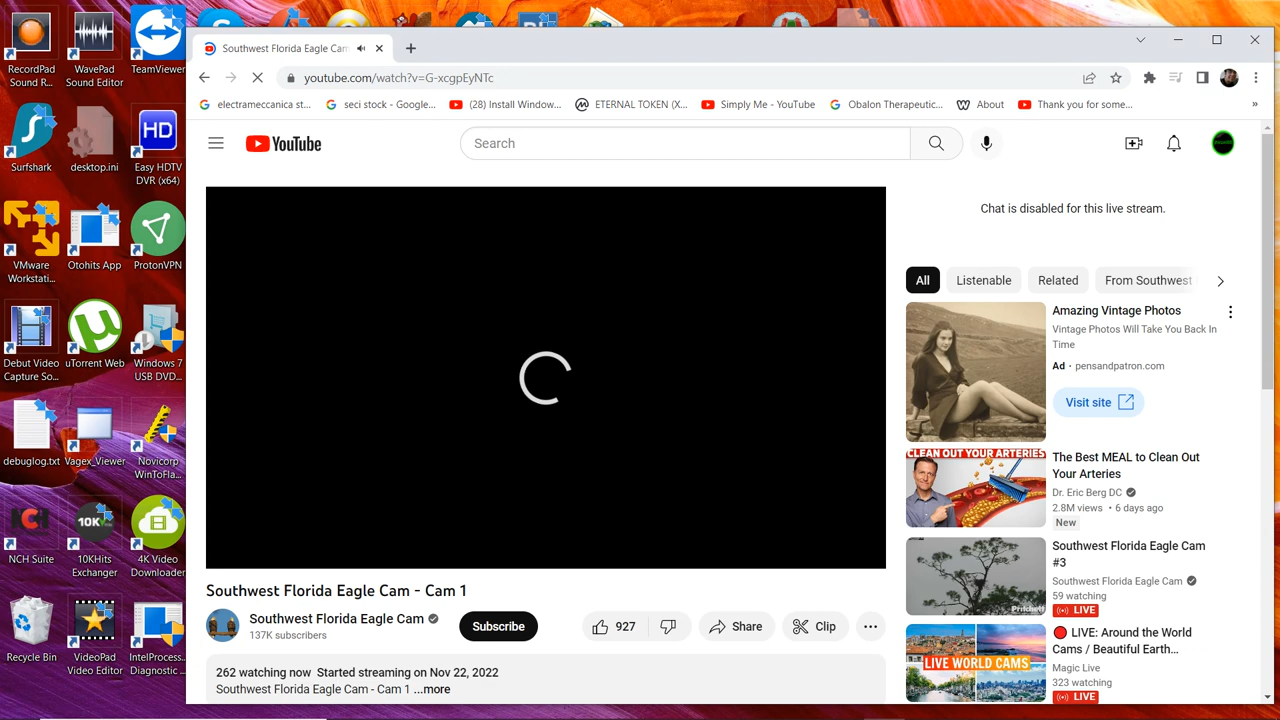 RecordPad
Sound R...
WavePad
Sound Editor
TeamViewer
Surfshark
desktop.ini
HD
Easy HDTV
DVR (x64)
VMware
Workstati...
Otohits App
ProtonVPN
Debut Video
Capture So...
uTorrent Web
Windows 7
USB DVD...
debuglog.txt
Vagex_Viewer
Novicorp
WinToFla...
NCH Suite
10KHits
Exchanger
4K Video
Downloader
Recycle Bin
VideoPad
Video Editor
IntelProcess...
Diagnostic ...
Southwest Florida Eagle Cam
youtube.com/watch?v=G-xcgpEyNTc
electrameccanica st...
seci stock - Google...
(28) Install Window...
ETERNAL TOKEN (X...
Simply Me - YouTube
Obalon Therapeutic...
About
Thank you for some...
»
YouTube
Search
Chat is disabled for this live stream.
All
Listenable
Related
From Southwest
Amazing Vintage Photos
Vintage Photos Will Take You Back In
Time
Ad · pensandpatron.com
Visit site
CLEAN OUT YOUR ARTERIES
The Best MEAL to Clean Out
Your Arteries
Dr. Eric Berg DC
2.8M views • 6 days ago
New
Pritchett
Southwest Florida Eagle Cam
#3
Southwest Florida Eagle Cam
59 watching
LIVE
LIVE WORLD CAMS
LIVE: Around the World
Cams / Beautiful Earth...
Magic Live
323 watching
LIVE
Southwest Florida Eagle Cam - Cam 1
Southwest Florida Eagle Cam
137K subscribers
Subscribe
927
Share
Clip
262 watching now Started streaming on Nov 22, 2022
Southwest Florida Eagle Cam - Cam 1 ...more